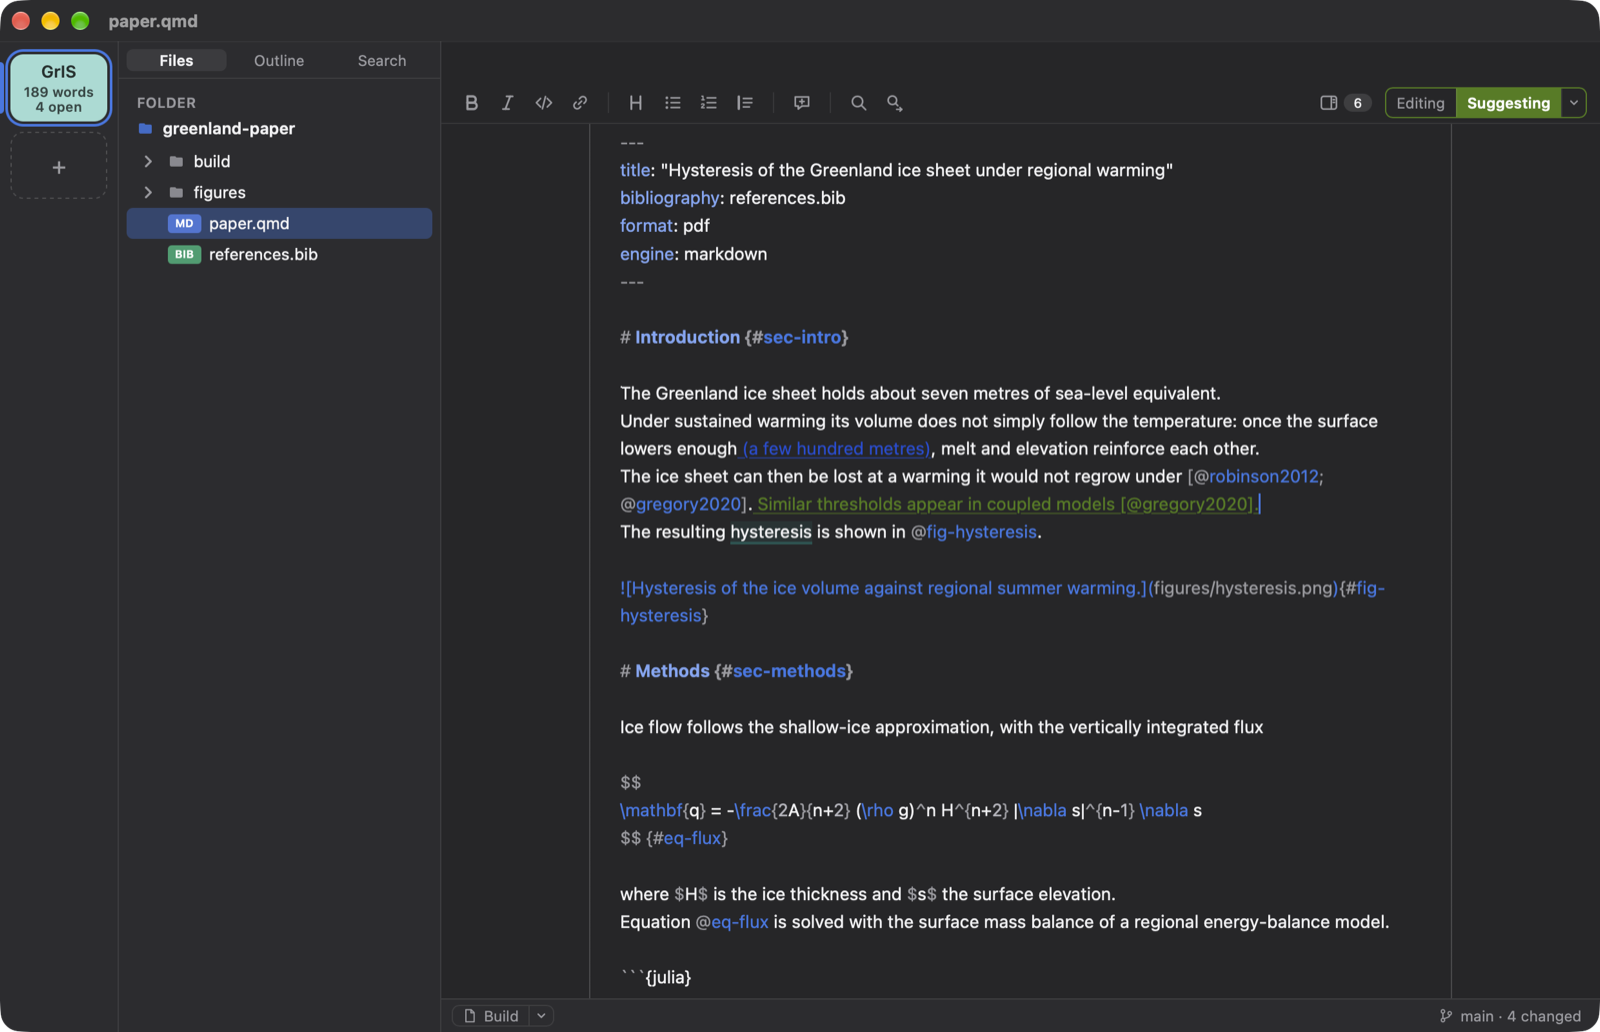 paper.qmd
GrIS
189 words
4 open
+
Files
Outline
Search
FOLDER
greenland-paper
build
figures
MD paper.qmd
BIB references.bib
B I </> H
6
Editing
Suggesting
---
title: "Hysteresis of the Greenland ice sheet under regional warming"
bibliography: references.bib
format: pdf
engine: markdown
---
# Introduction {#sec-intro}
The Greenland ice sheet holds about seven metres of sea-level equivalent.
Under sustained warming its volume does not simply follow the temperature: once the surface
lowers enough (a few hundred metres), melt and elevation reinforce each other.
The ice sheet can then be lost at a warming it would not regrow under [@robinson2012;
@gregory2020]. Similar thresholds appear in coupled models [@gregory2020].
The resulting hysteresis is shown in @fig-hysteresis.
![Hysteresis of the ice volume against regional summer warming.](figures/hysteresis.png){#fig-
hysteresis}
# Methods {#sec-methods}
Ice flow follows the shallow-ice approximation, with the vertically integrated flux
$$
\mathbf{q} = -\frac{2A}{n+2} (\rho g)^n H^{n+2} |\nabla s|^{n-1} \nabla s
$$ {#eq-flux}
where $H$ is the ice thickness and $s$ the surface elevation.
Equation @eq-flux is solved with the surface mass balance of a regional energy-balance model.
```{julia}
Build
main · 4 changed